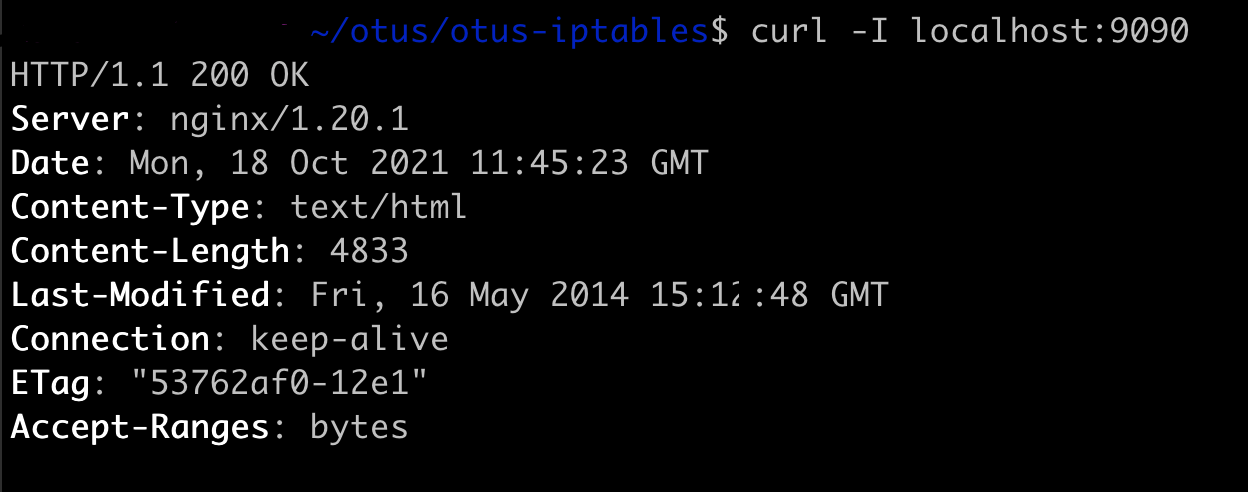 ~/otus/otus-iptables$ curl -I localhost:9090
HTTP/1.1 200 OK
Server: nginx/1.20.1
Date: Mon, 18 Oct 2021 11:45:23 GMT
Content-Type: text/html
Content-Length: 4833
Last-Modified: Fri, 16 May 2014 15:12:48 GMT
Connection: keep-alive
ETag: "53762af0-12e1"
Accept-Ranges: bytes